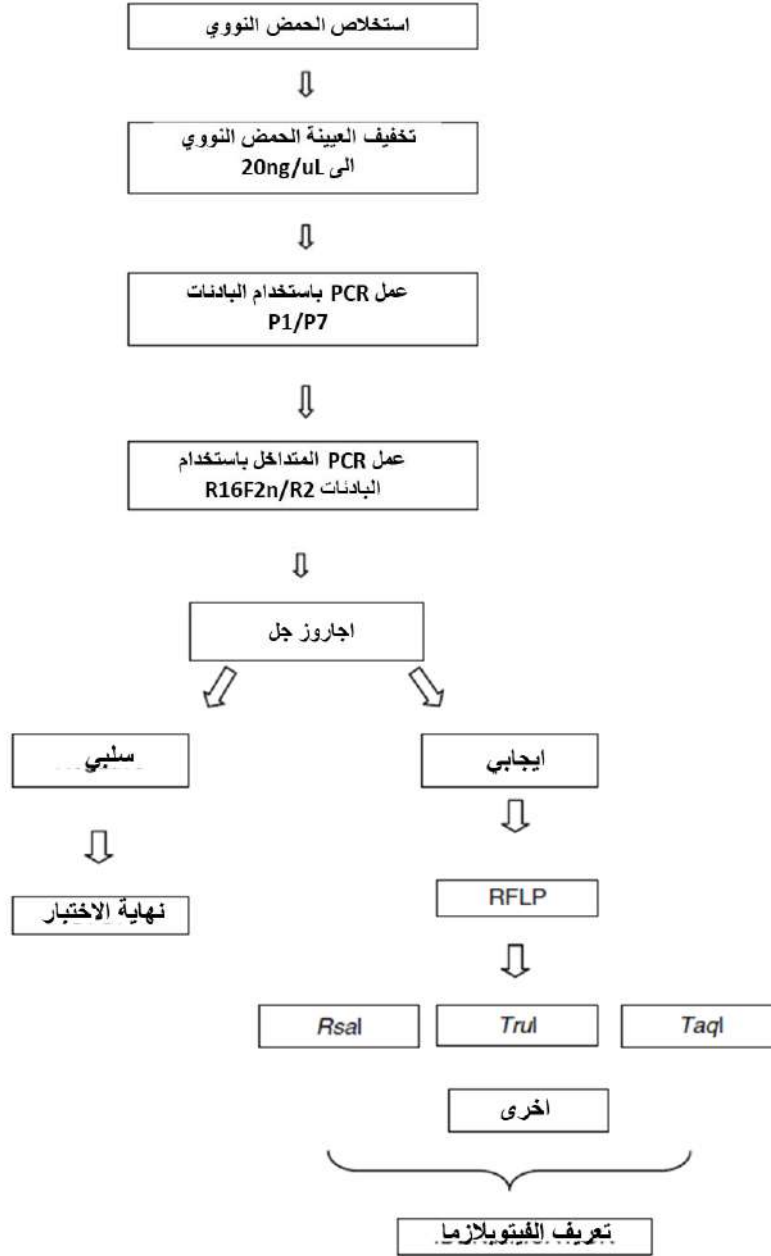 استخلاص الحمض النووي
تخفيف العيينة الحمض النووي
الى 20ng/uL
عمل PCR باستخدام البادئات
P1/P7
عمل PCR المتداخل باستخدام
البادئات R16F2n/R2
اجاروز جل
سلبي
ايجابي
نهاية الاختبار
RFLP
RsaI
TruI
TaqI
اخرى
تعريف الفيتوبلازما